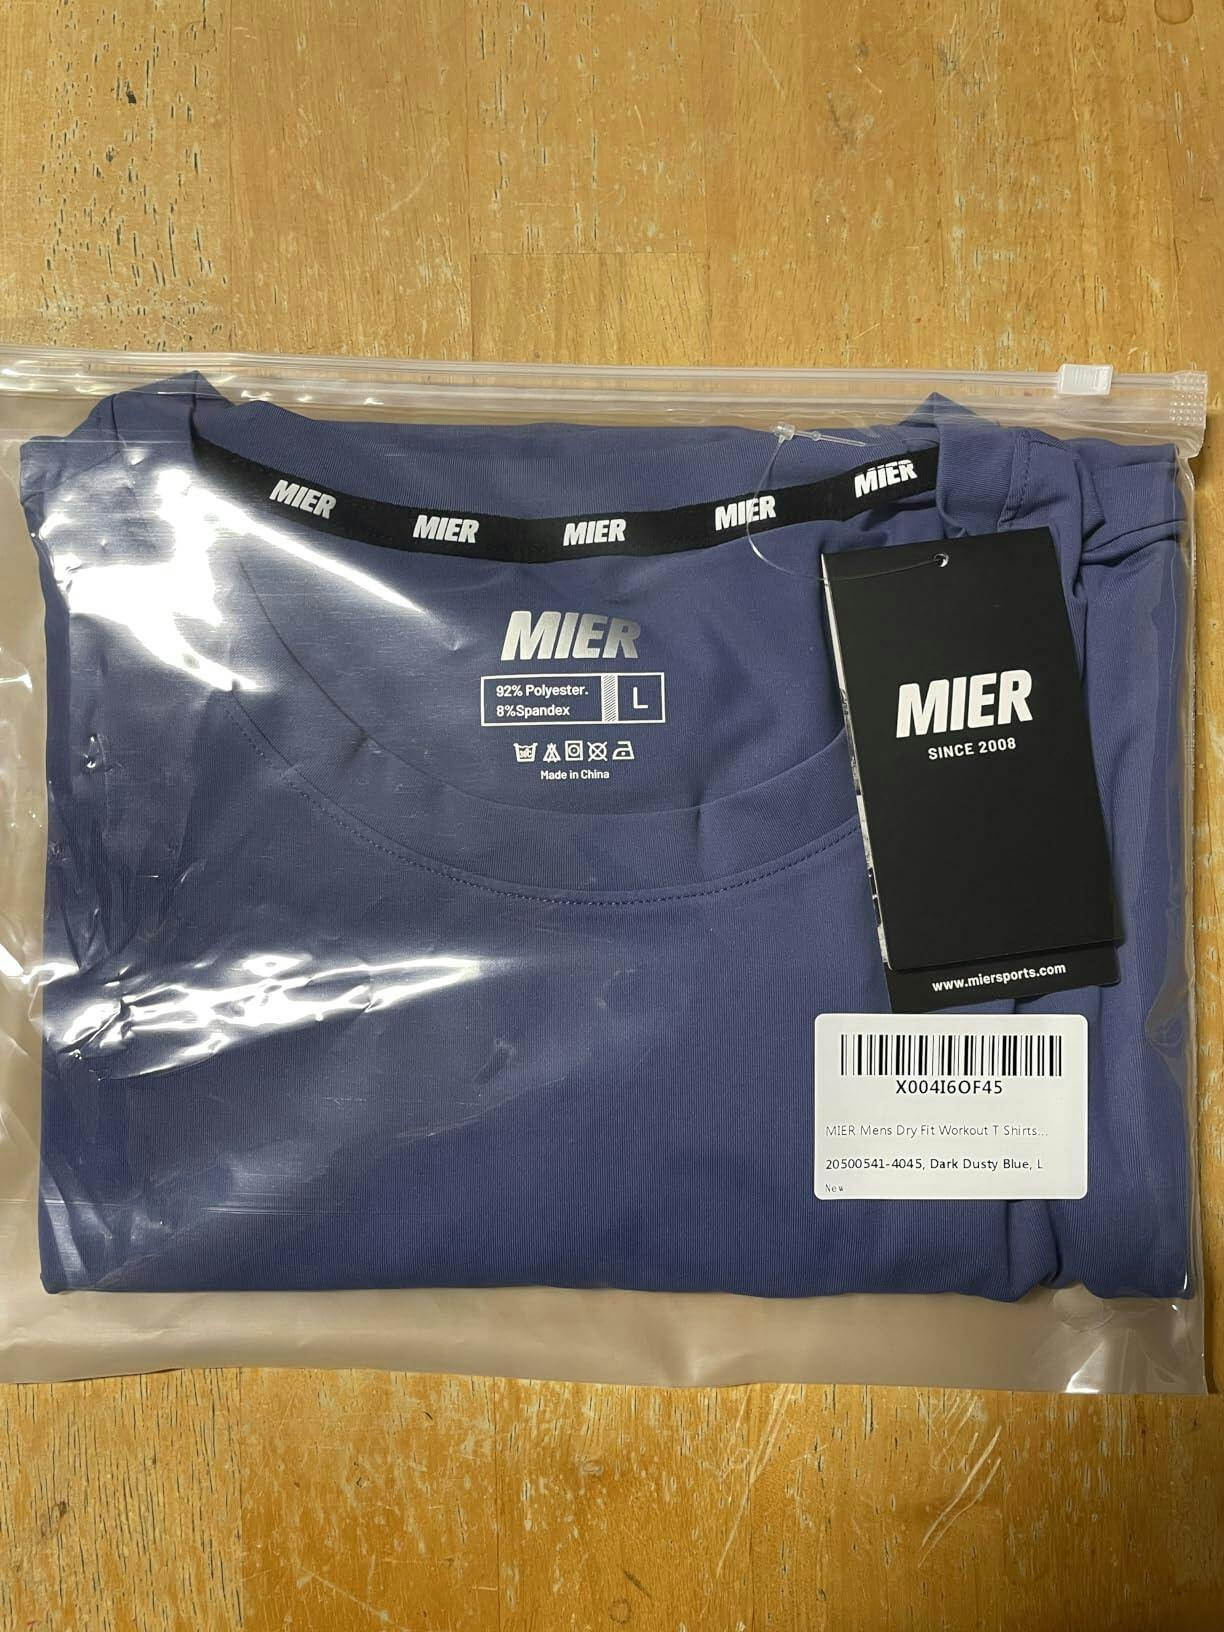 MIER MIER MIER MIER MIER
MIER
92% Polyester.
8%Spandex
L
Made in China
MIER
SINCE 2008
www.miersports.com
X004I6OF45
MIER Mens Dry Fit Workout T Shirts...
20500541-4045, Dark Dusty Blue, L
New